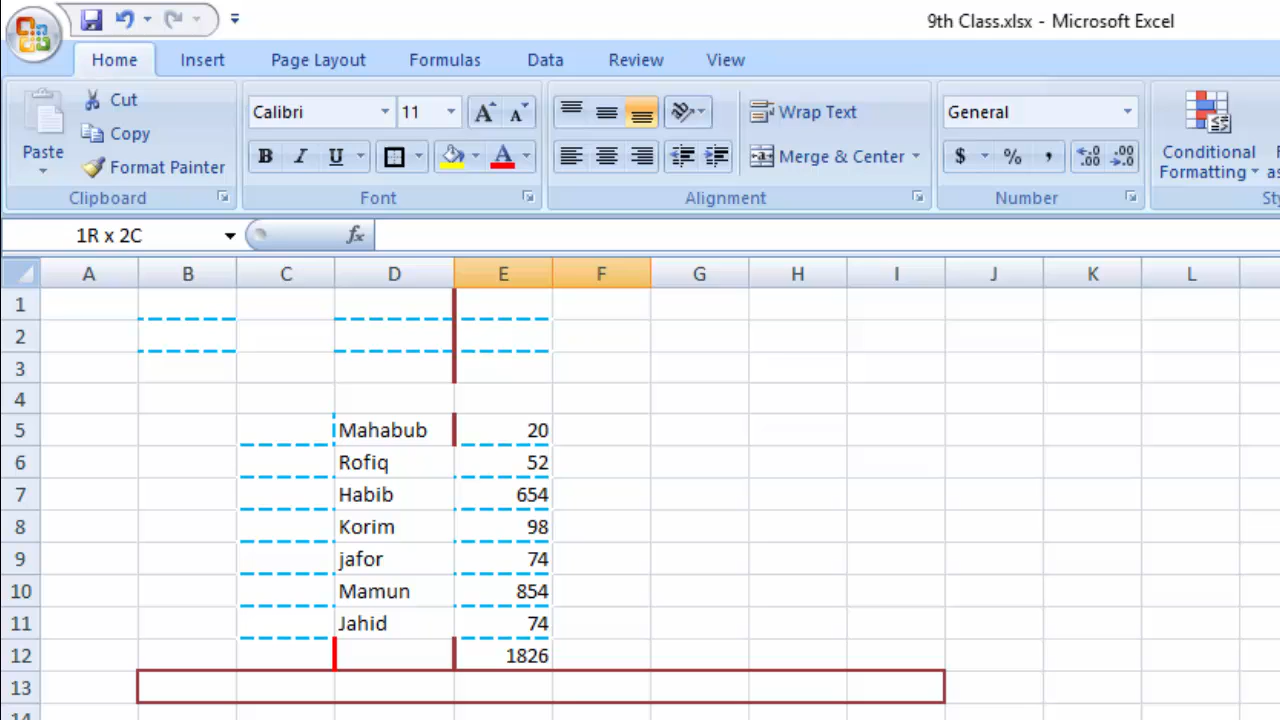 9th Class.xlsx - Microsoft Excel
Home Insert Page Layout Formulas Data Review View
Cut
Copy
Format Painter
Paste
Clipboard
Calibri 11
B I U A
Font
Wrap Text
Merge & Center
Alignment
General
$ % ,
Number
Conditional
Formatting
1R x 2C fx
A B C D E F G H I J K L
1
2
3
4
5 Mahabub 20
6 Rofiq 52
7 Habib 654
8 Korim 98
9 jafor 74
10 Mamun 854
11 Jahid 74
12 1826
13